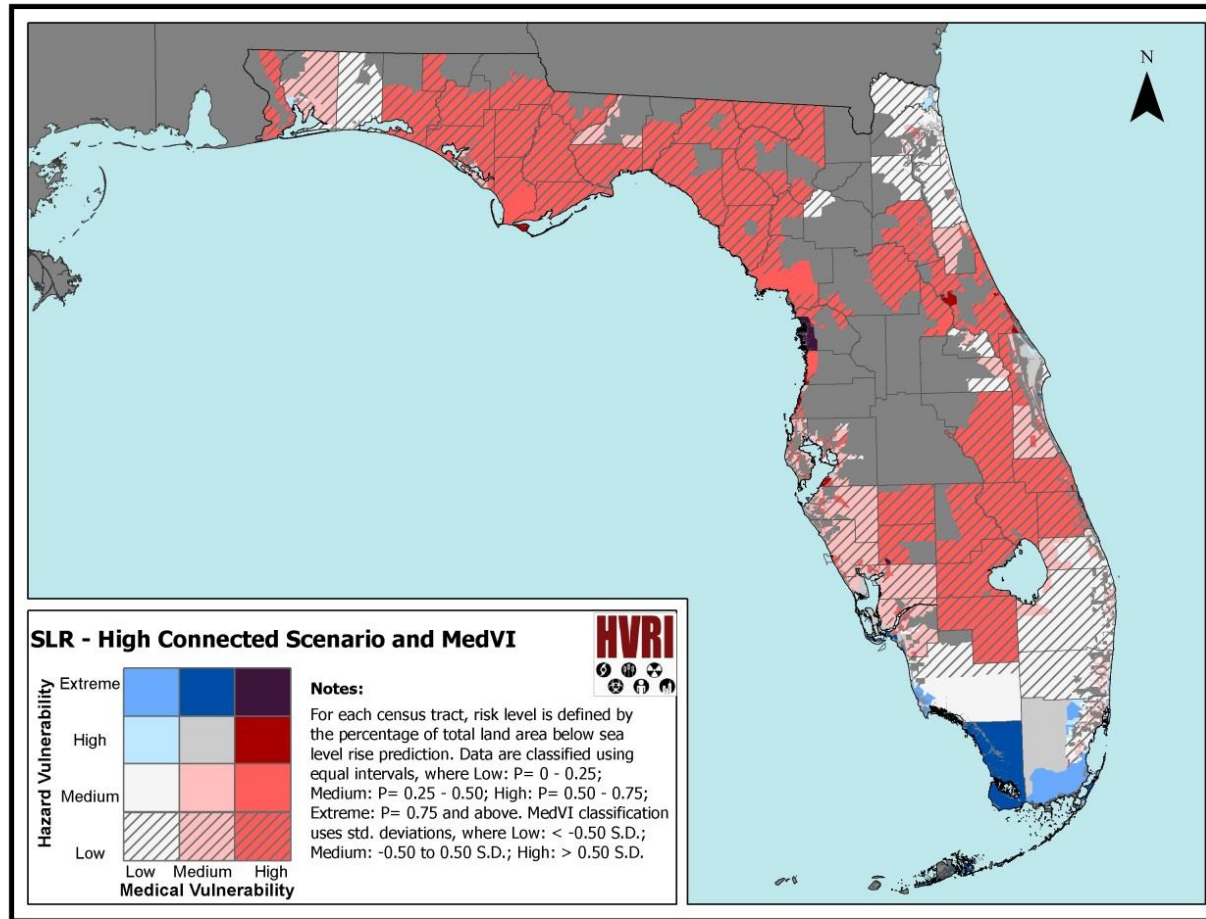 N
SLR - High Connected Scenario and MedVI
HVRI
Extreme
High
Medium
Low
Hazard Vulnerability
Low Medium High
Medical Vulnerability
Notes:
For each census tract, risk level is defined by
the percentage of total land area below sea
level rise prediction. Data are classified using
equal intervals, where Low: P= 0 - 0.25;
Medium: P= 0.25 - 0.50; High: P= 0.50 - 0.75;
Extreme: P= 0.75 and above. MedVI classification
uses std. deviations, where Low: < -0.50 S.D.;
Medium: -0.50 to 0.50 S.D.; High: > 0.50 S.D.